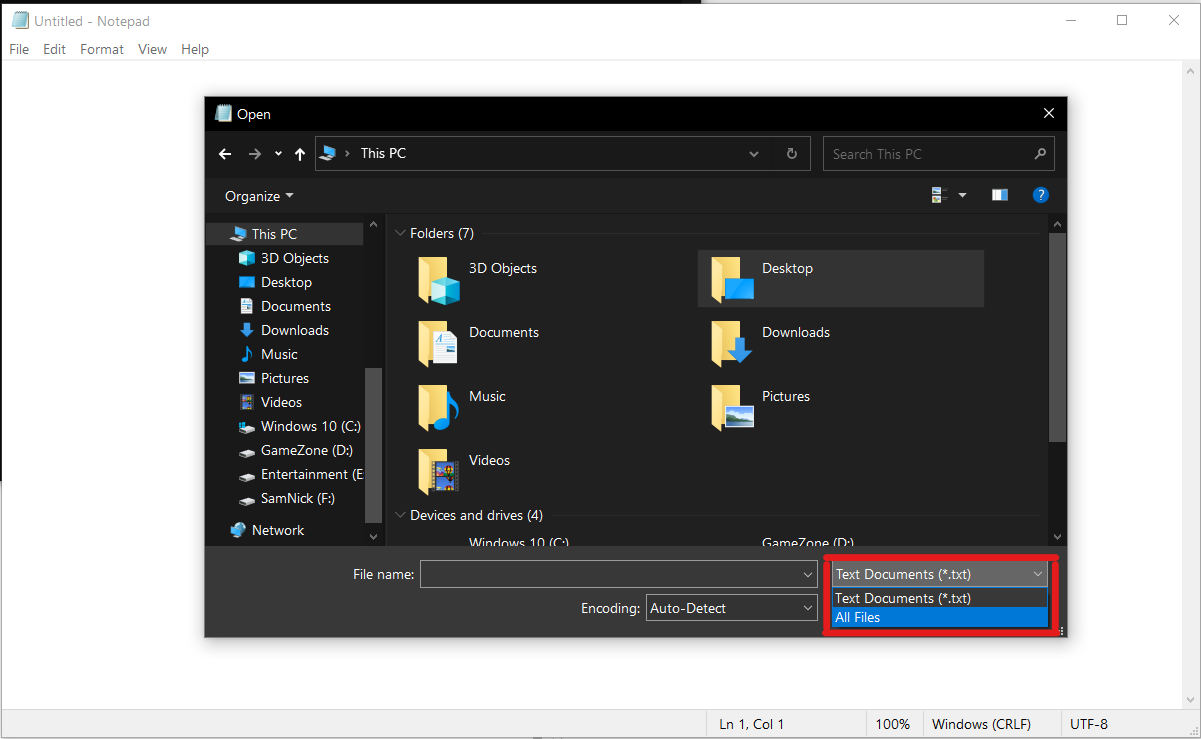 Untitled - Notepad
File Edit Format View Help
Open
This PC
Search This PC
Organize
?
This PC
3D Objects
Desktop
Documents
Downloads
Music
Pictures
Videos
Windows 10 (C:)
GameZone (D:)
Entertainment (E
SamNick (F:)
Network
Folders (7)
3D Objects
Desktop
Documents
Downloads
Music
Pictures
Videos
Devices and drives (4)
Windows 10 (C:)
GameZone (D:)
File name:
Text Documents (*.txt)
Text Documents (*.txt)
All Files
Encoding: Auto-Detect
Ln 1, Col 1 100% Windows (CRLF) UTF-8